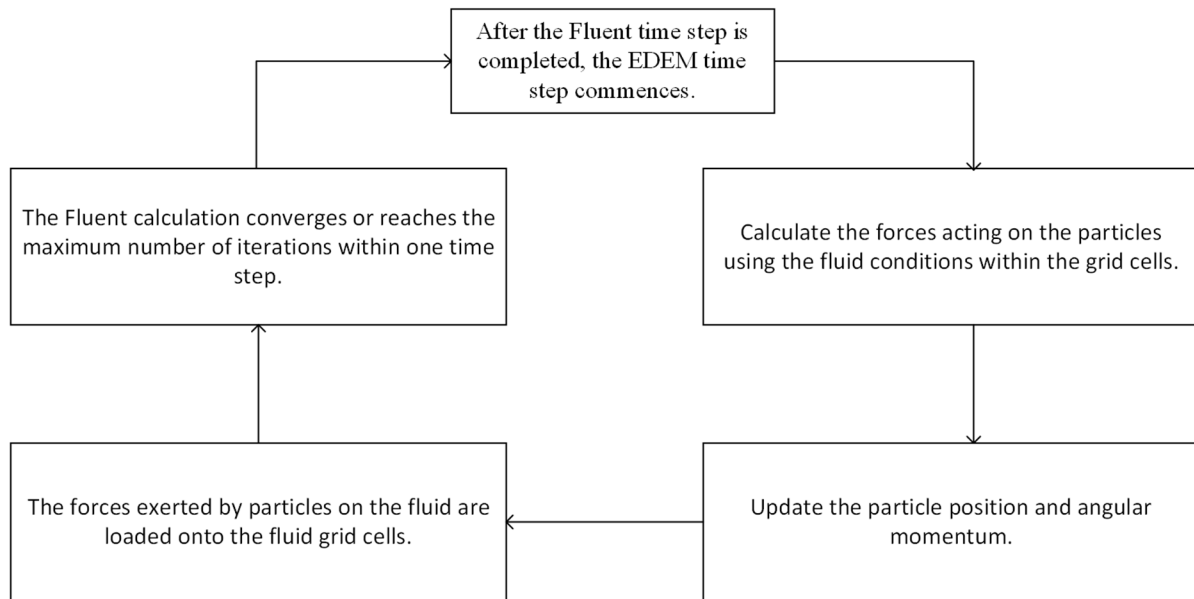 After the Fluent time step is
completed, the EDEM time
step commences.
The Fluent calculation converges or reaches the
maximum number of iterations within one time
step.
Calculate the forces acting on the particles
using the fluid conditions within the grid cells.
The forces exerted by particles on the fluid are
loaded onto the fluid grid cells.
Update the particle position and angular
momentum.